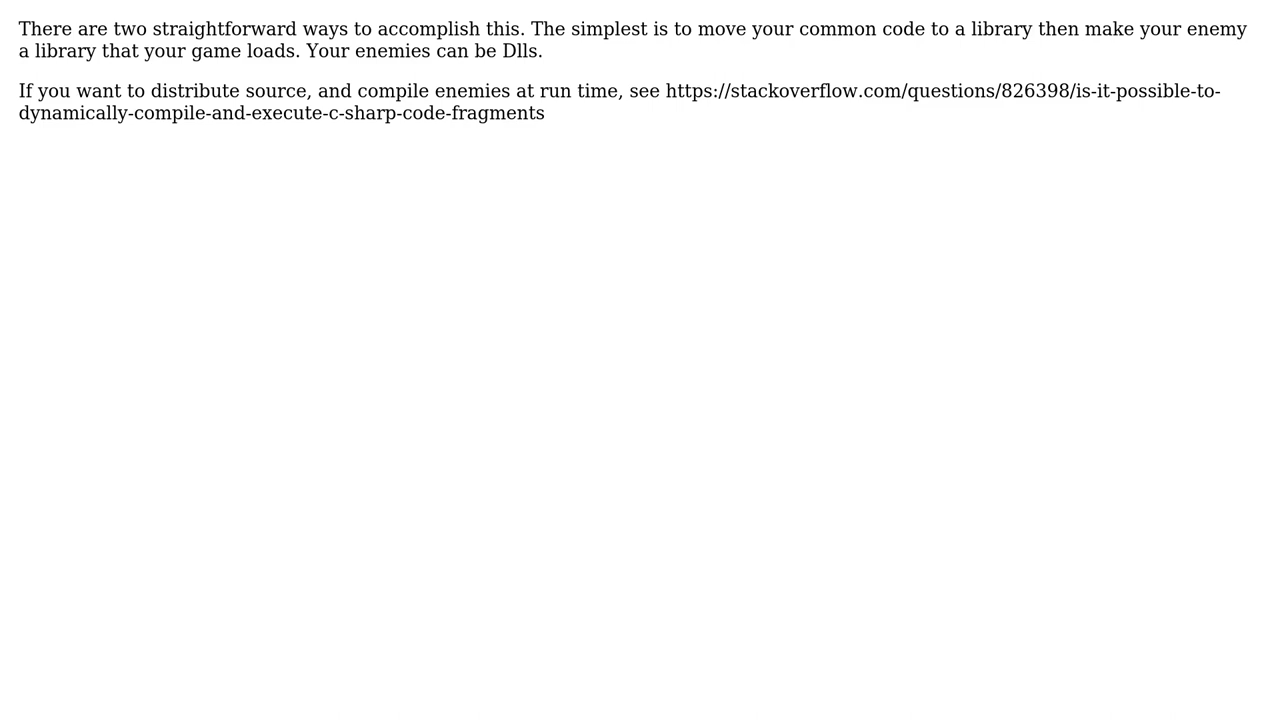 There are two straightforward ways to accomplish this. The simplest is to move your common code to a library then make your enemy
a library that your game loads. Your enemies can be Dlls.
If you want to distribute source, and compile enemies at run time, see https://stackoverflow.com/questions/826398/is-it-possible-to-
dynamically-compile-and-execute-c-sharp-code-fragments